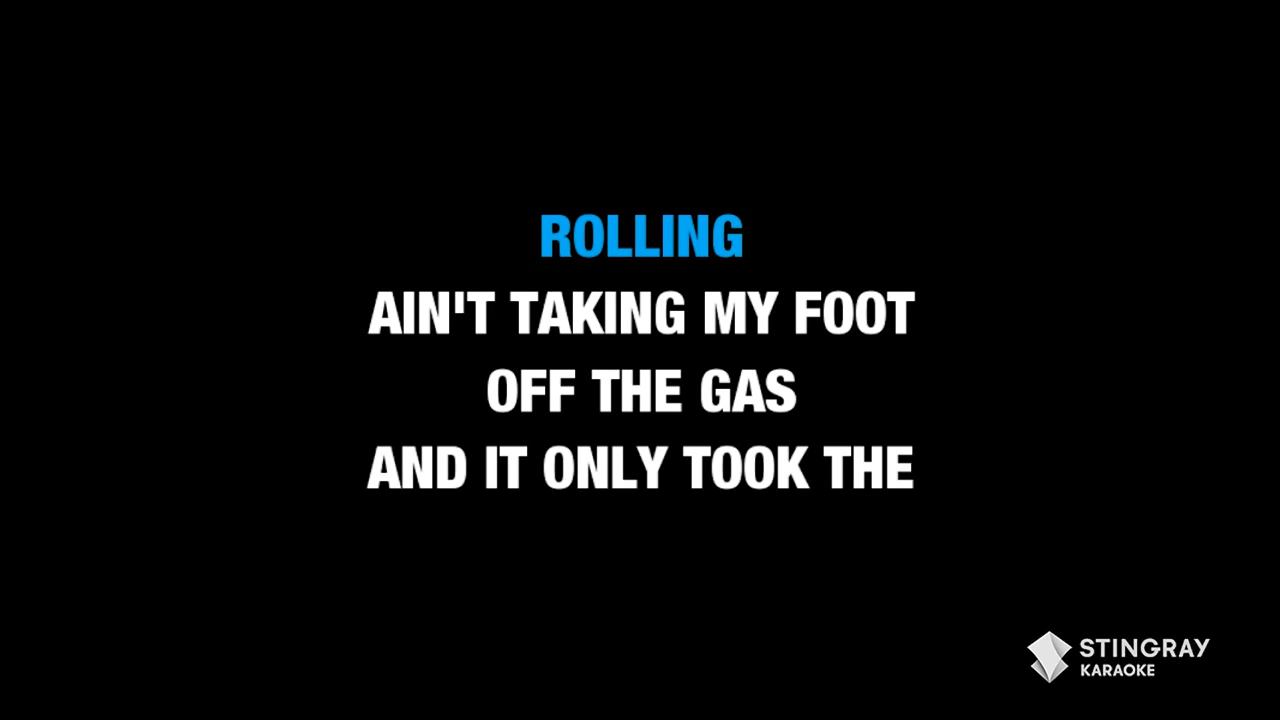 ROLLING
AIN'T TAKING MY FOOT
OFF THE GAS
AND IT ONLY TOOK THE
STINGRAY
KARAOKE